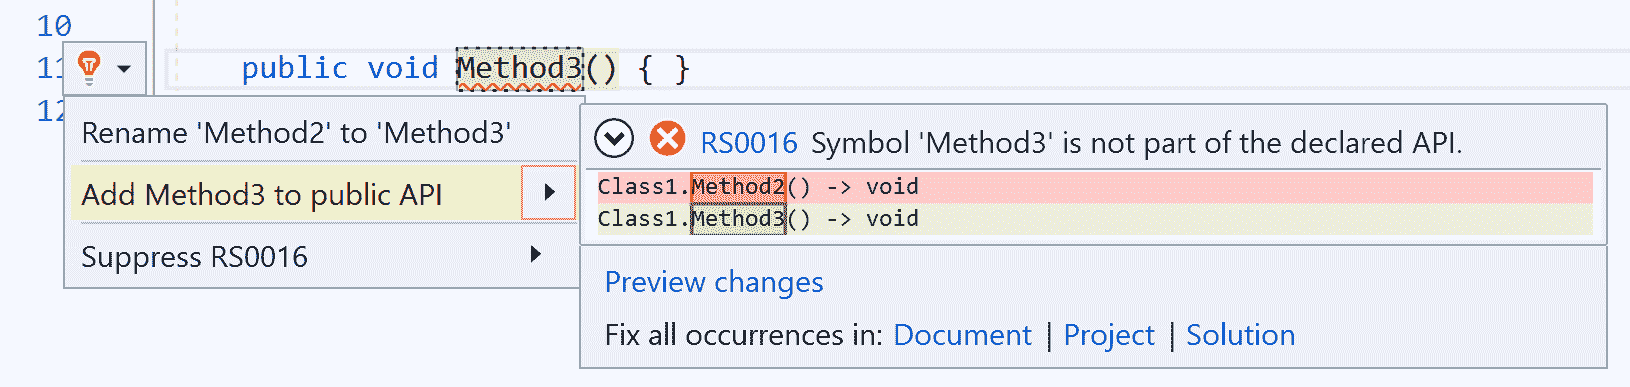 10
11 public void Method3() { }
12
Rename 'Method2' to 'Method3'
Add Method3 to public API
Suppress RS0016
RS0016 Symbol 'Method3' is not part of the declared API.
Class1.Method2() -> void
Class1.Method3() -> void
Preview changes
Fix all occurrences in: Document | Project | Solution